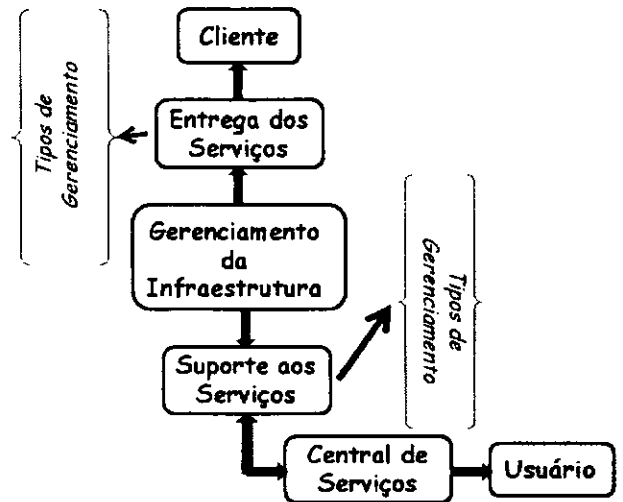 Cliente
Tipos de
Gerenciamento
Entrega dos
Serviços
Gerenciamento
da
Infraestrutura
Tipos de
Gerenciamento
Suporte aos
Serviços
Central de
Serviços
Usuário